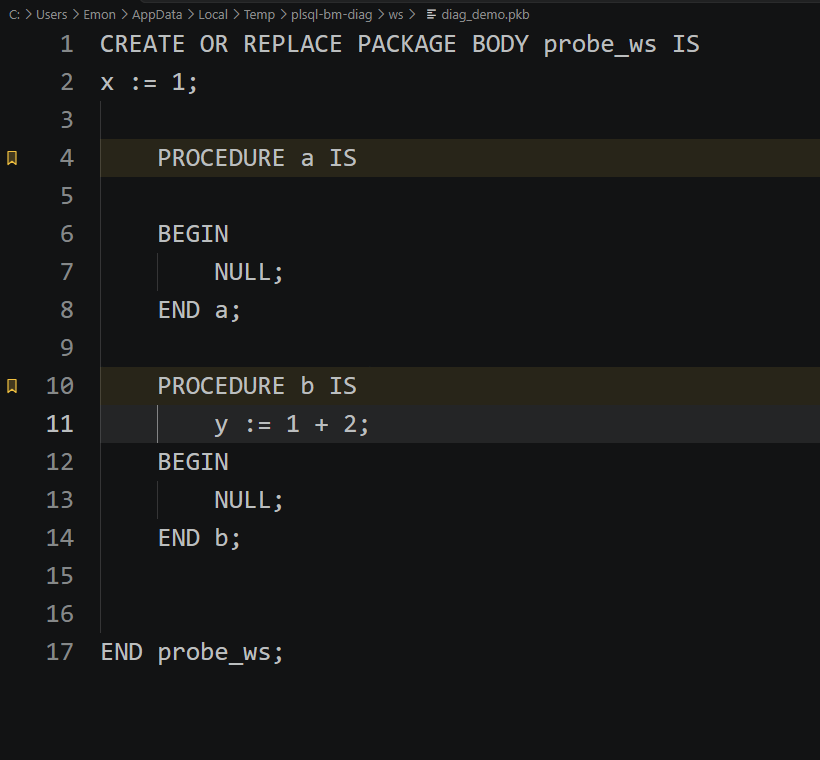 C: > Users > Emon > AppData > Local > Temp > plsql-bm-diag > ws > diag_demo.pkb
1 CREATE OR REPLACE PACKAGE BODY probe_ws IS
2 x := 1;
3
4 PROCEDURE a IS
5
6 BEGIN
7 NULL;
8 END a;
9
10 PROCEDURE b IS
11 y := 1 + 2;
12 BEGIN
13 NULL;
14 END b;
15
16
17 END probe_ws;